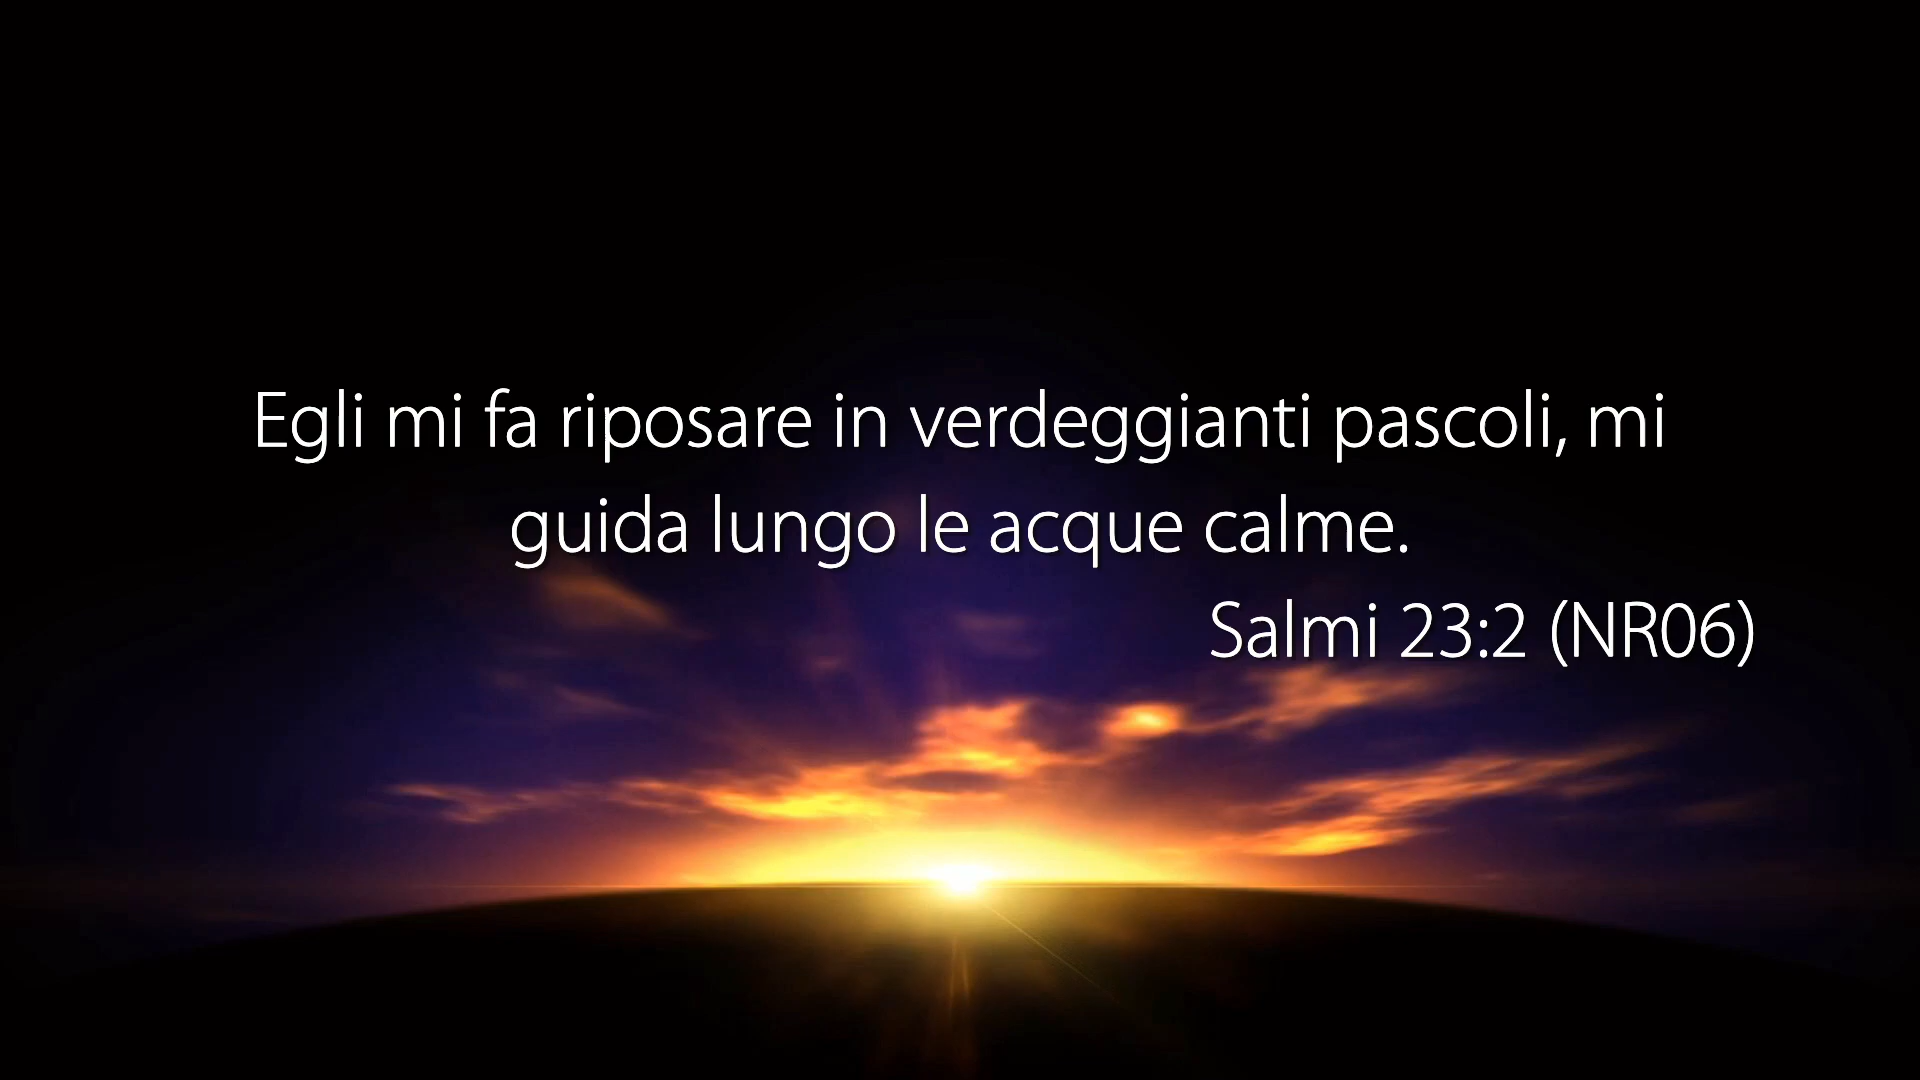 Egli mi fa riposare in verdeggianti pascoli, mi
guida lungo le acque calme.
Salmi 23:2 (NR06)